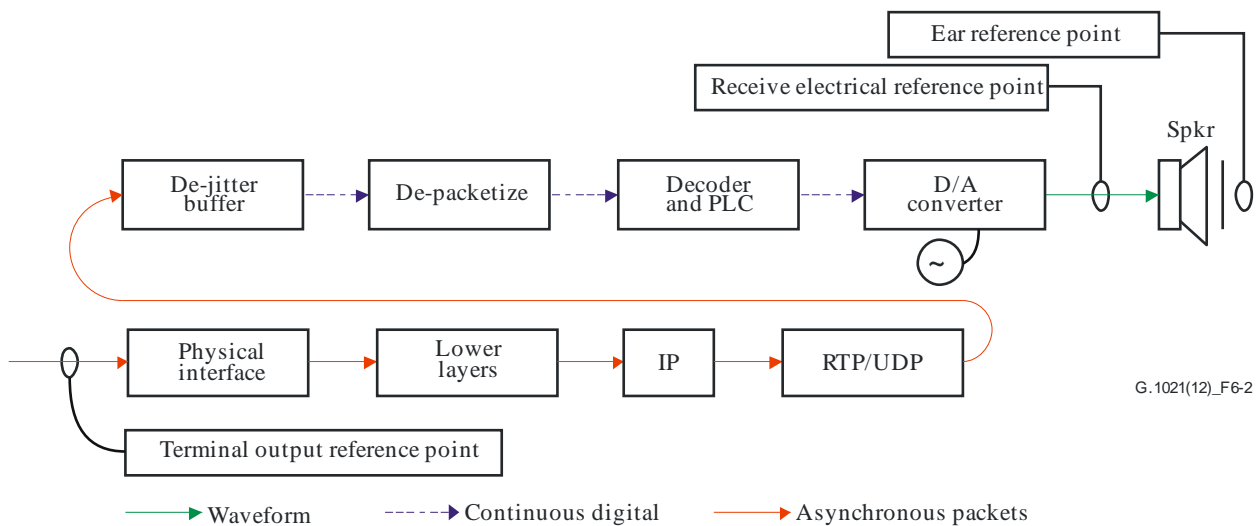 Ear reference point
Receive electrical reference point
Spkr
De-jitter
buffer
De-packetize
Decoder
and PLC
D/A
converter
~
Physical
interface
Lower
layers
IP
RTP/UDP
G.1021(12)_F6-2
Terminal output reference point
Waveform
Continuous digital
Asynchronous packets